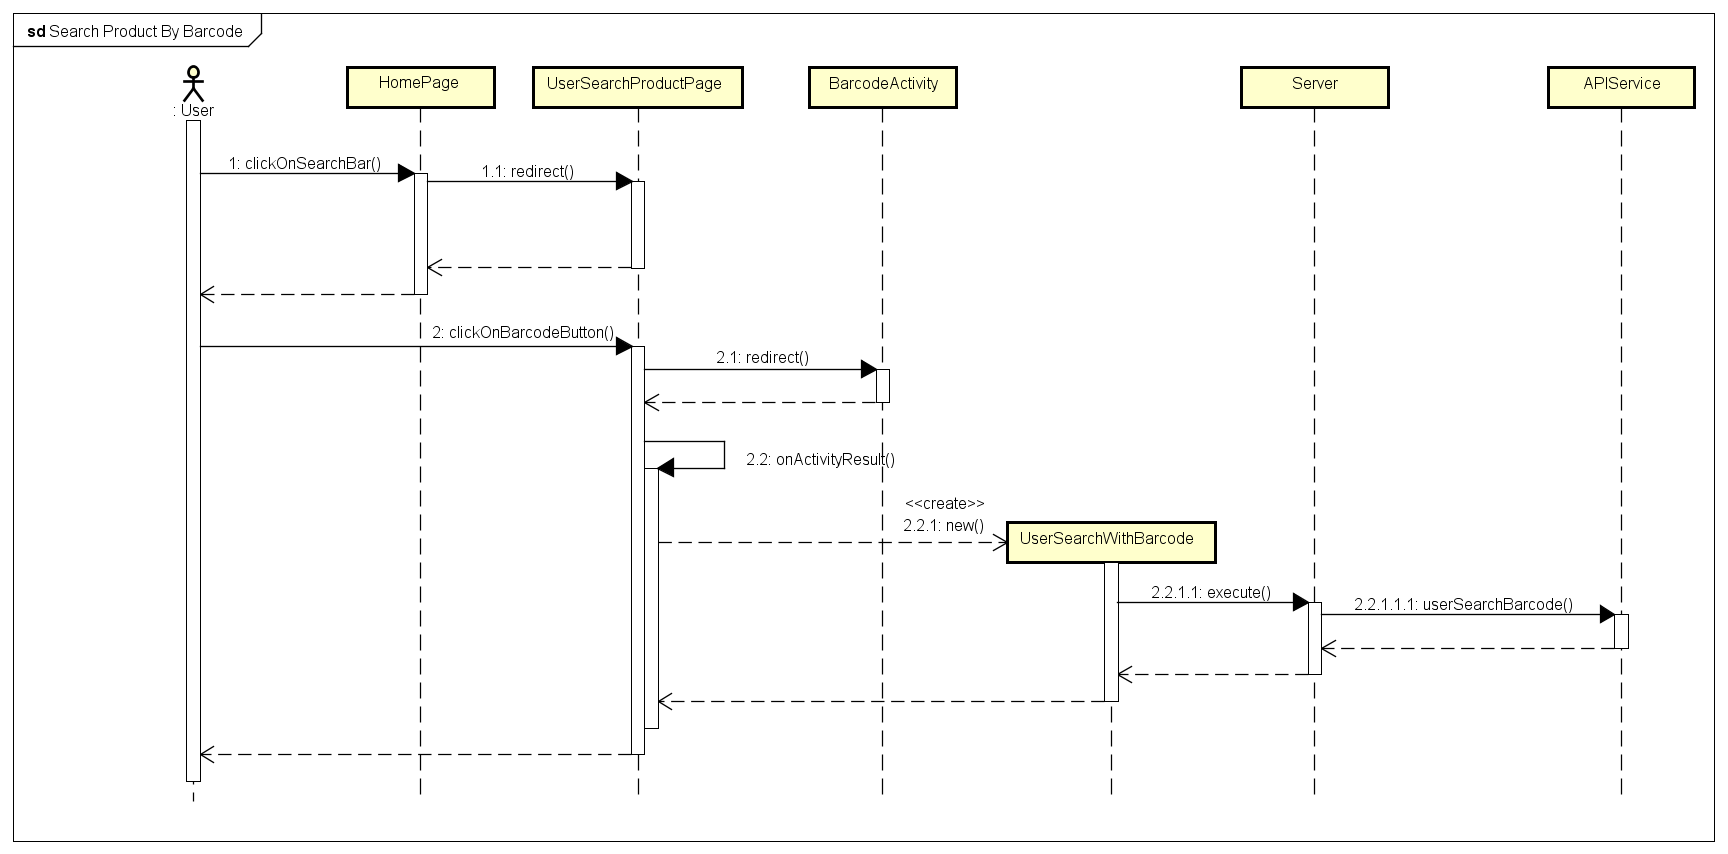 sd Search Product By Barcode
: User
HomePage
UserSearchProductPage
BarcodeActivity
Server
APIService
1: clickOnSearchBar()
1.1: redirect()
2: clickOnBarcodeButton()
2.1: redirect()
2.2: onActivityResult()
<<create>>
2.2.1: new()
UserSearchWithBarcode
2.2.1.1: execute()
2.2.1.1.1: userSearchBarcode()